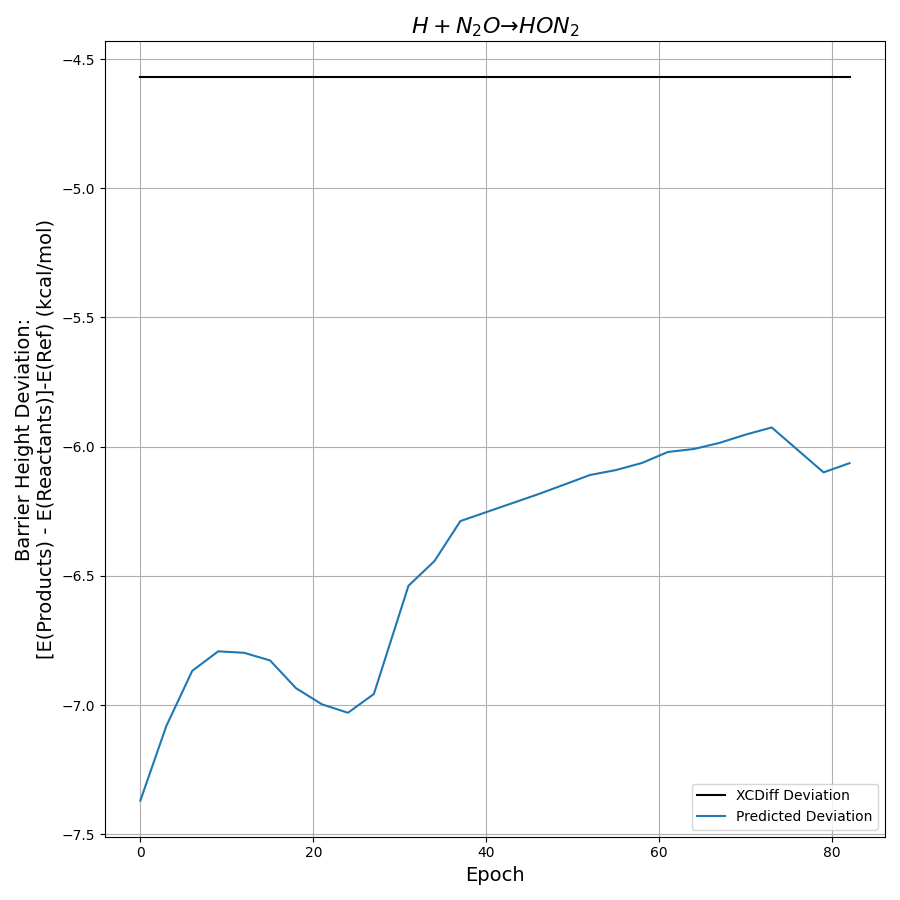 H + N₂O→HON₂
−4.5
−5.0
−5.5
−6.0
−6.5
−7.0
−7.5
Barrier Height Deviation:
[E(Products) - E(Reactants)]-E(Ref) (kcal/mol)
XCDiff Deviation
Predicted Deviation
0
20
40
60
80
Epoch